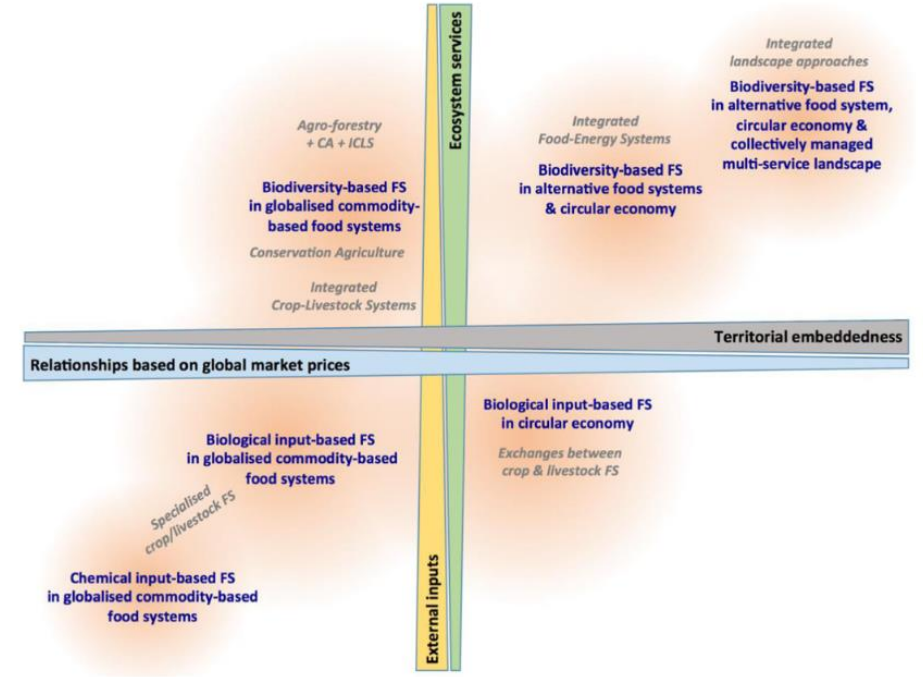 Ecosystem services
Integrated
landscape approaches
Biodiversity-based FS
in alternative food system,
circular economy &
collectively managed
multi-service landscape
Integrated
Food-Energy Systems
Biodiversity-based FS
in alternative food systems
& circular economy
Agro-forestry
+ CA + ICLS
Biodiversity-based FS
in globalised commodity-
based food systems
Conservation Agriculture
Integrated
Crop-Livestock Systems
Territorial embeddedness
Relationships based on global market prices
Biological input-based FS
in circular economy
Exchanges between
crop & livestock FS
Biological input-based FS
in globalised commodity-based
food systems
Specialised
crop/livestock FS
Chemical input-based FS
in globalised commodity-based
food systems
External inputs